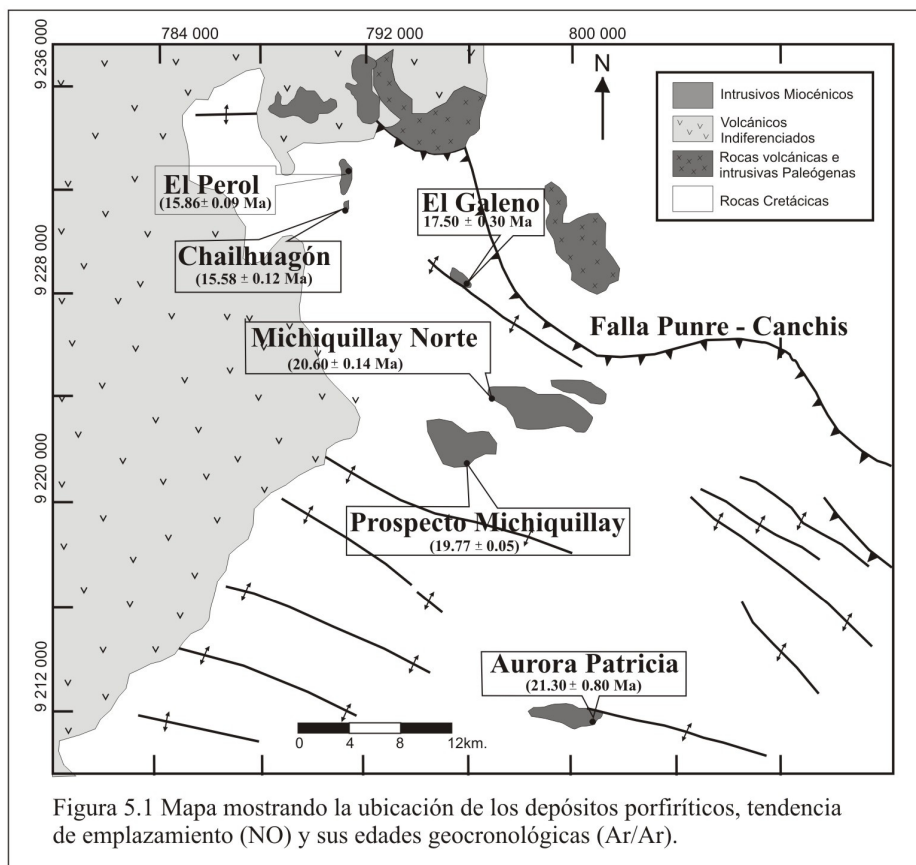 784 000
792 000
800 000
9 236 000
9 228 000
9 220 000
9 212 000
N
Intrusivos Miocénicos
Volcánicos
Indiferenciados
Rocas volcánicas e
intrusivas Paleógenas
Rocas Cretácicas
El Perol
(15.86± 0.09 Ma)
El Galeno
17.50 ± 0.30 Ma
Chailhuagón
(15.58 ± 0.12 Ma)
Falla Punre - Canchis
Michiquillay Norte
(20.60 ± 0.14 Ma)
Prospecto Michiquillay
(19.77 ± 0.05)
Aurora Patricia
(21.30 ± 0.80 Ma)
0 4 8 12km.
Figura 5.1 Mapa mostrando la ubicación de los depósitos porfiríticos, tendencia
de emplazamiento (NO) y sus edades geocronológicas (Ar/Ar).